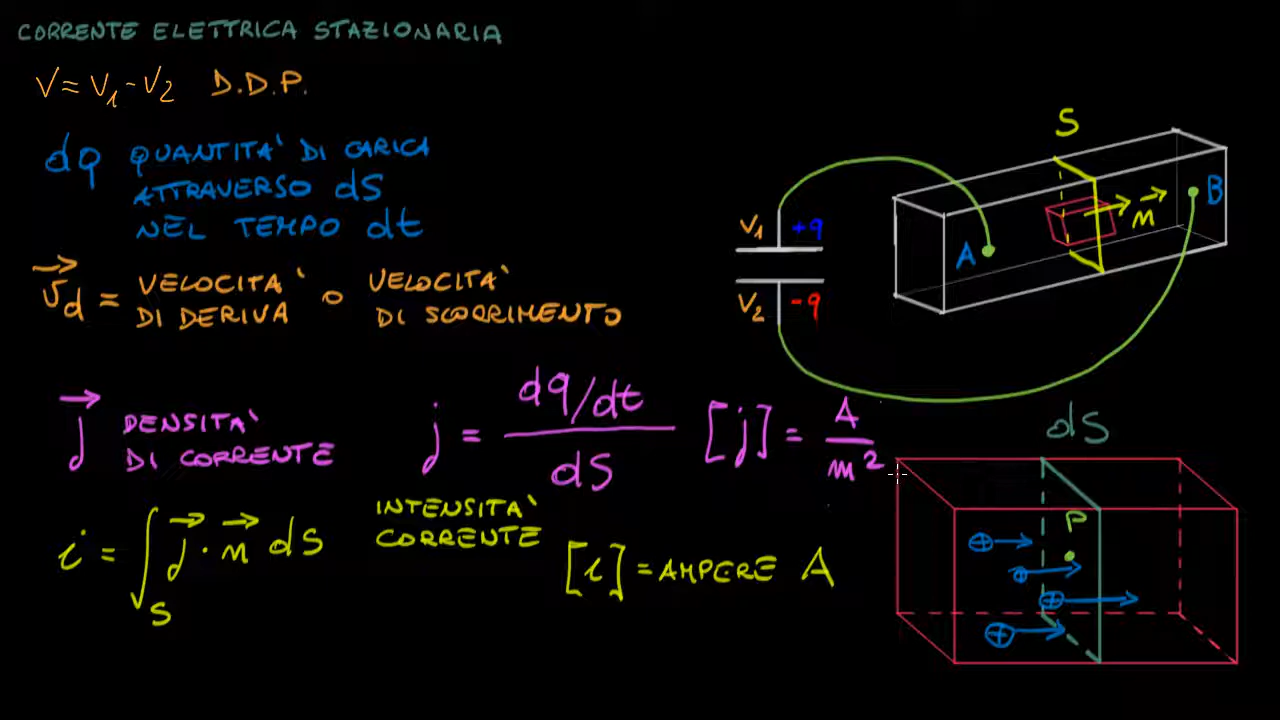 CORRENTE ELETTRICA STAZIONARIA
V = V₁ - V₂ D.D.P.
dq QUANTITA' DI CARICA
ATTRAVERSO dS
NEL TEMPO dt
v⃗d = VELOCITA' DI DERIVA O VELOCITA' DI SCORRIMENTO
j⃗ DENSITA' DI CORRENTE
j = dq/dt / dS
[j] = A / m²
i = ∫S j⃗ · n⃗ dS
INTENSITA' CORRENTE
[i] = AMPERE A
S
n⃗
B
A
V₁ +q
V₂ -q
dS
P